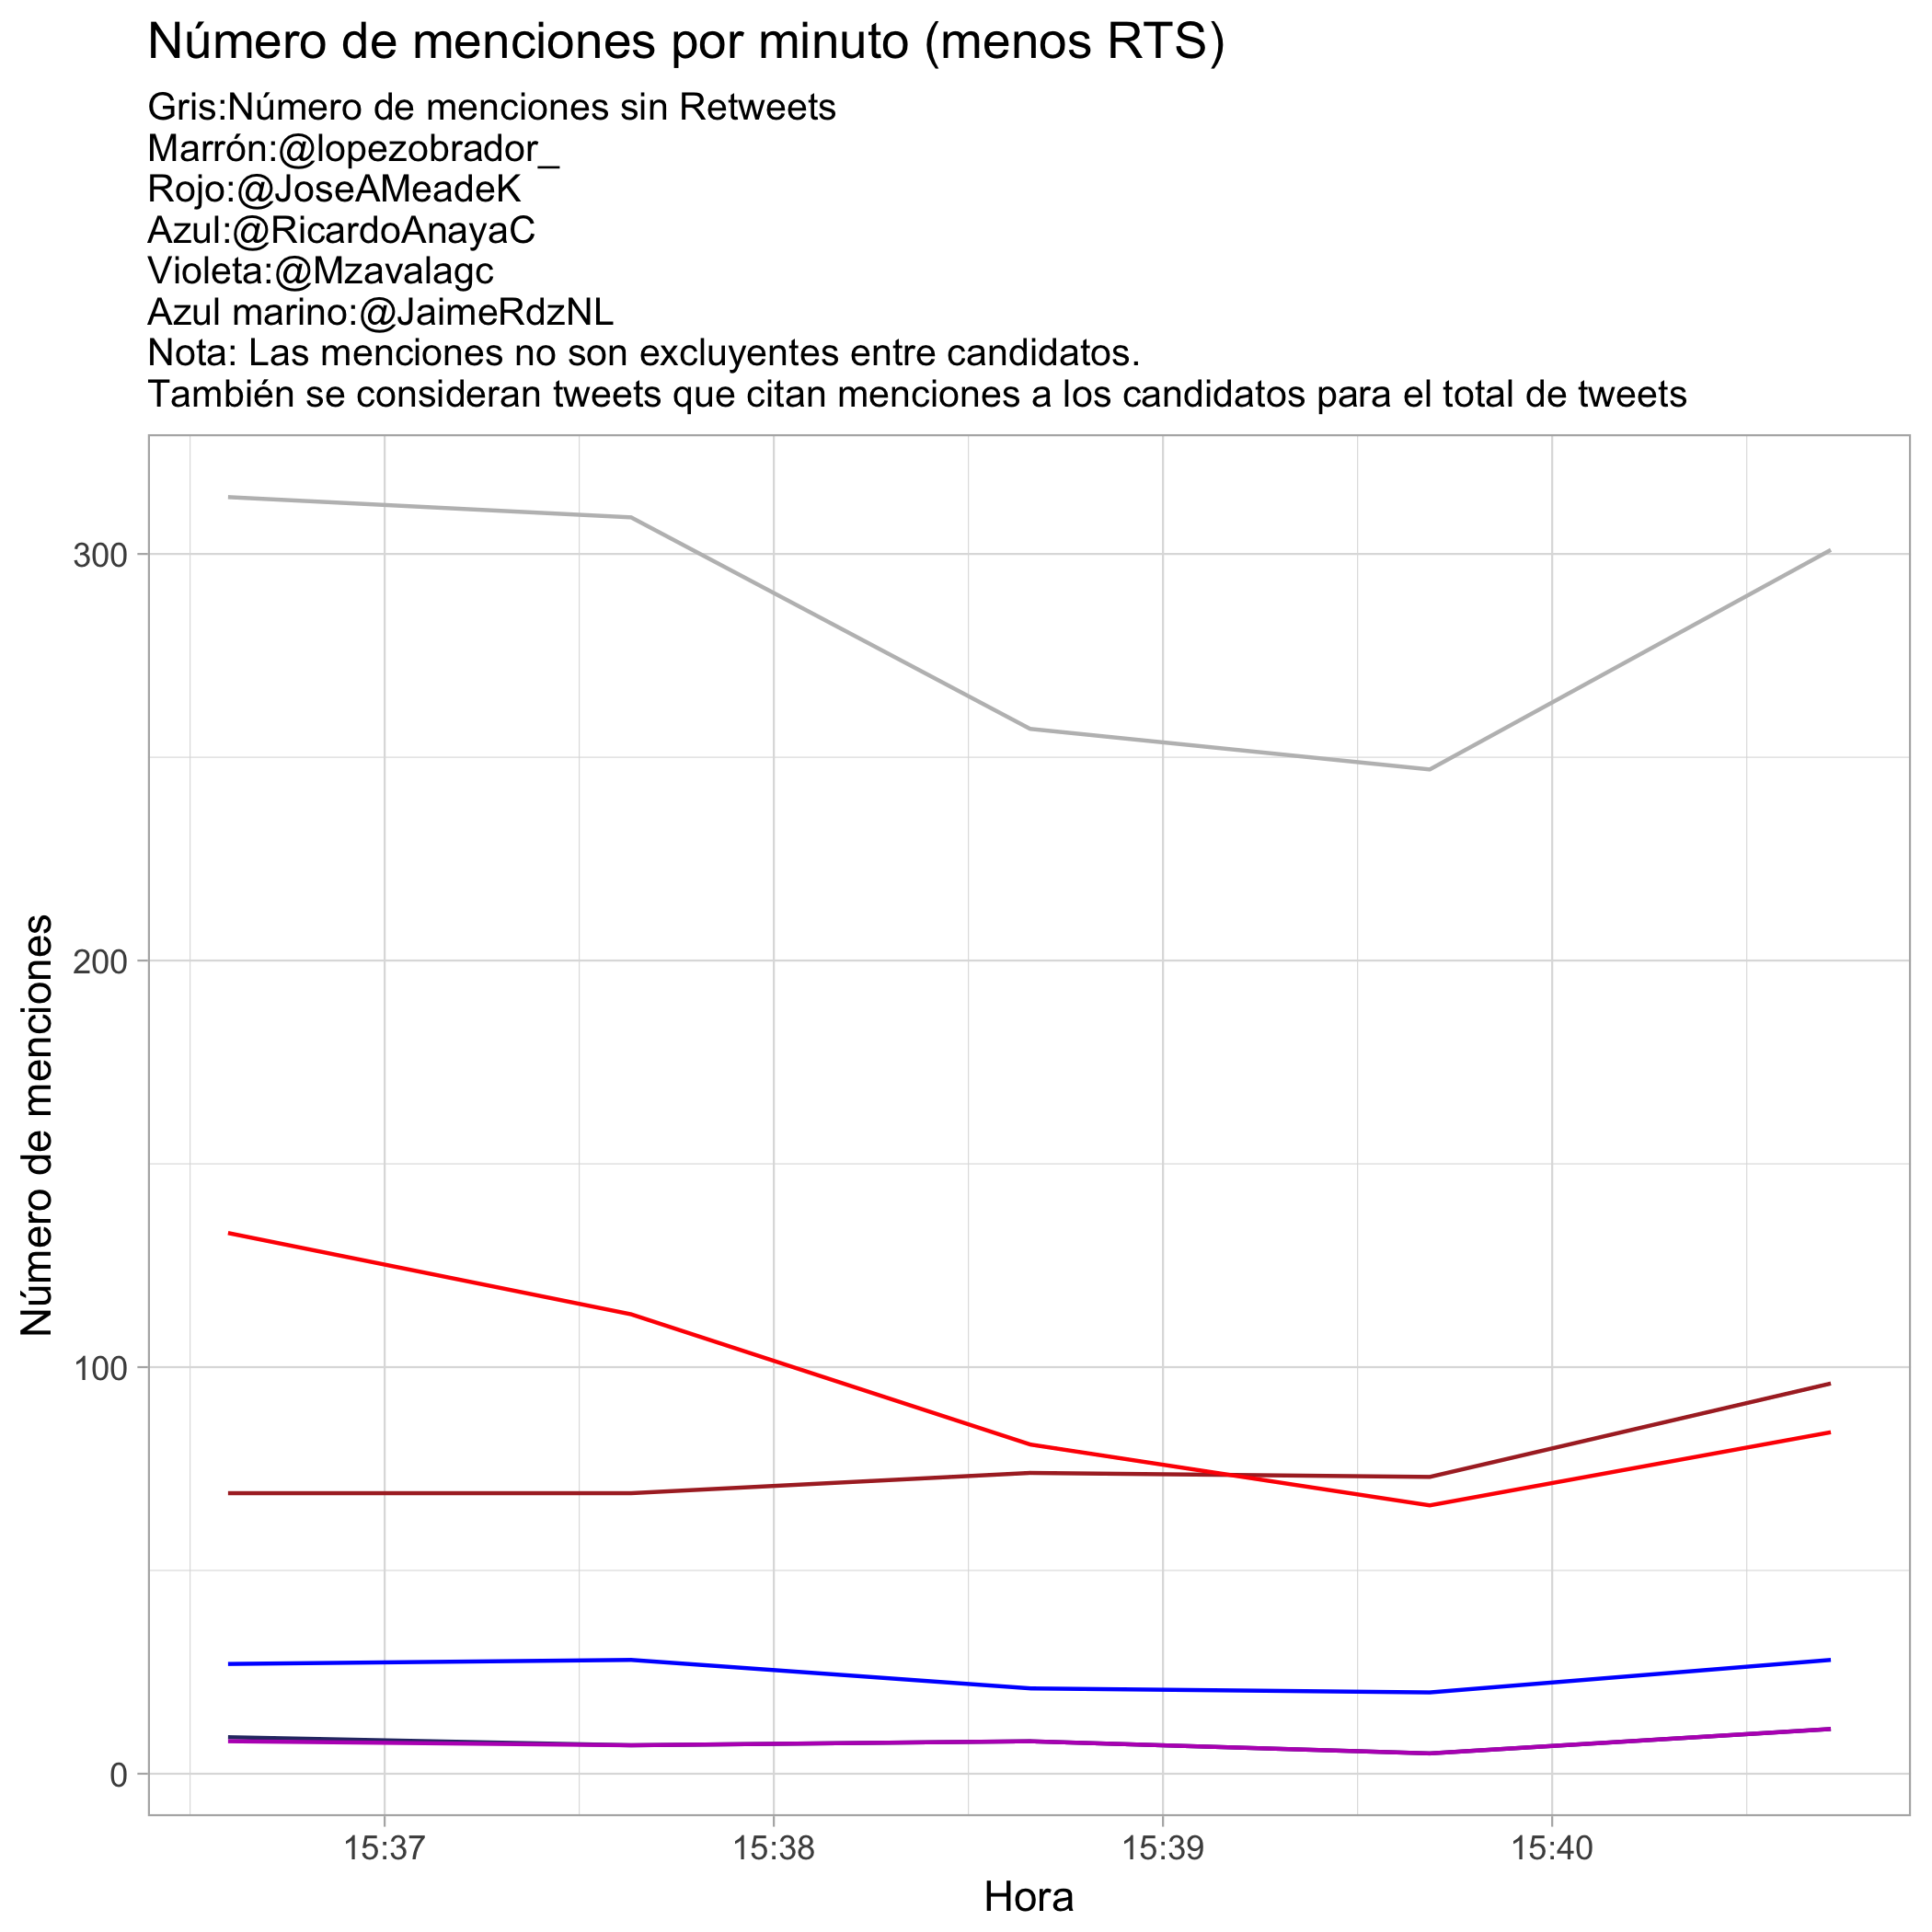 Número de menciones por minuto (menos RTS)
Gris:Número de menciones sin Retweets
Marrón:@lopezobrador_
Rojo:@JoseAMeadeK
Azul:@RicardoAnayaC
Violeta:@Mzavalagc
Azul marino:@JaimeRdzNL
Nota: Las menciones no son excluyentes entre candidatos.
También se consideran tweets que citan menciones a los candidatos para el total de tweets
Número de menciones
300
200
100
0
15:37
15:38
15:39
15:40
Hora